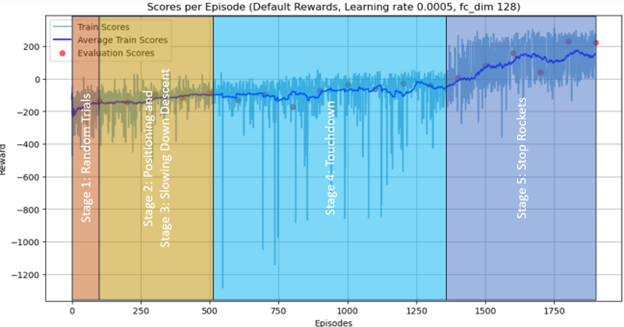 Scores per Episode (Default Rewards, Learning rate 0.0005, fc_dim 128)
Train Scores
Average Train Scores
Evaluation Scores
Reward
200
0
−200
−400
−600
−800
−1000
−1200
Stage 1: Random Trials
Stage 2: Positioning and
Stage 3: Slowing Down Descent
Stage 4: Touchdown
Stage 5: Stop Rockets
0
250
500
750
1000
1250
1500
1750
Episodes